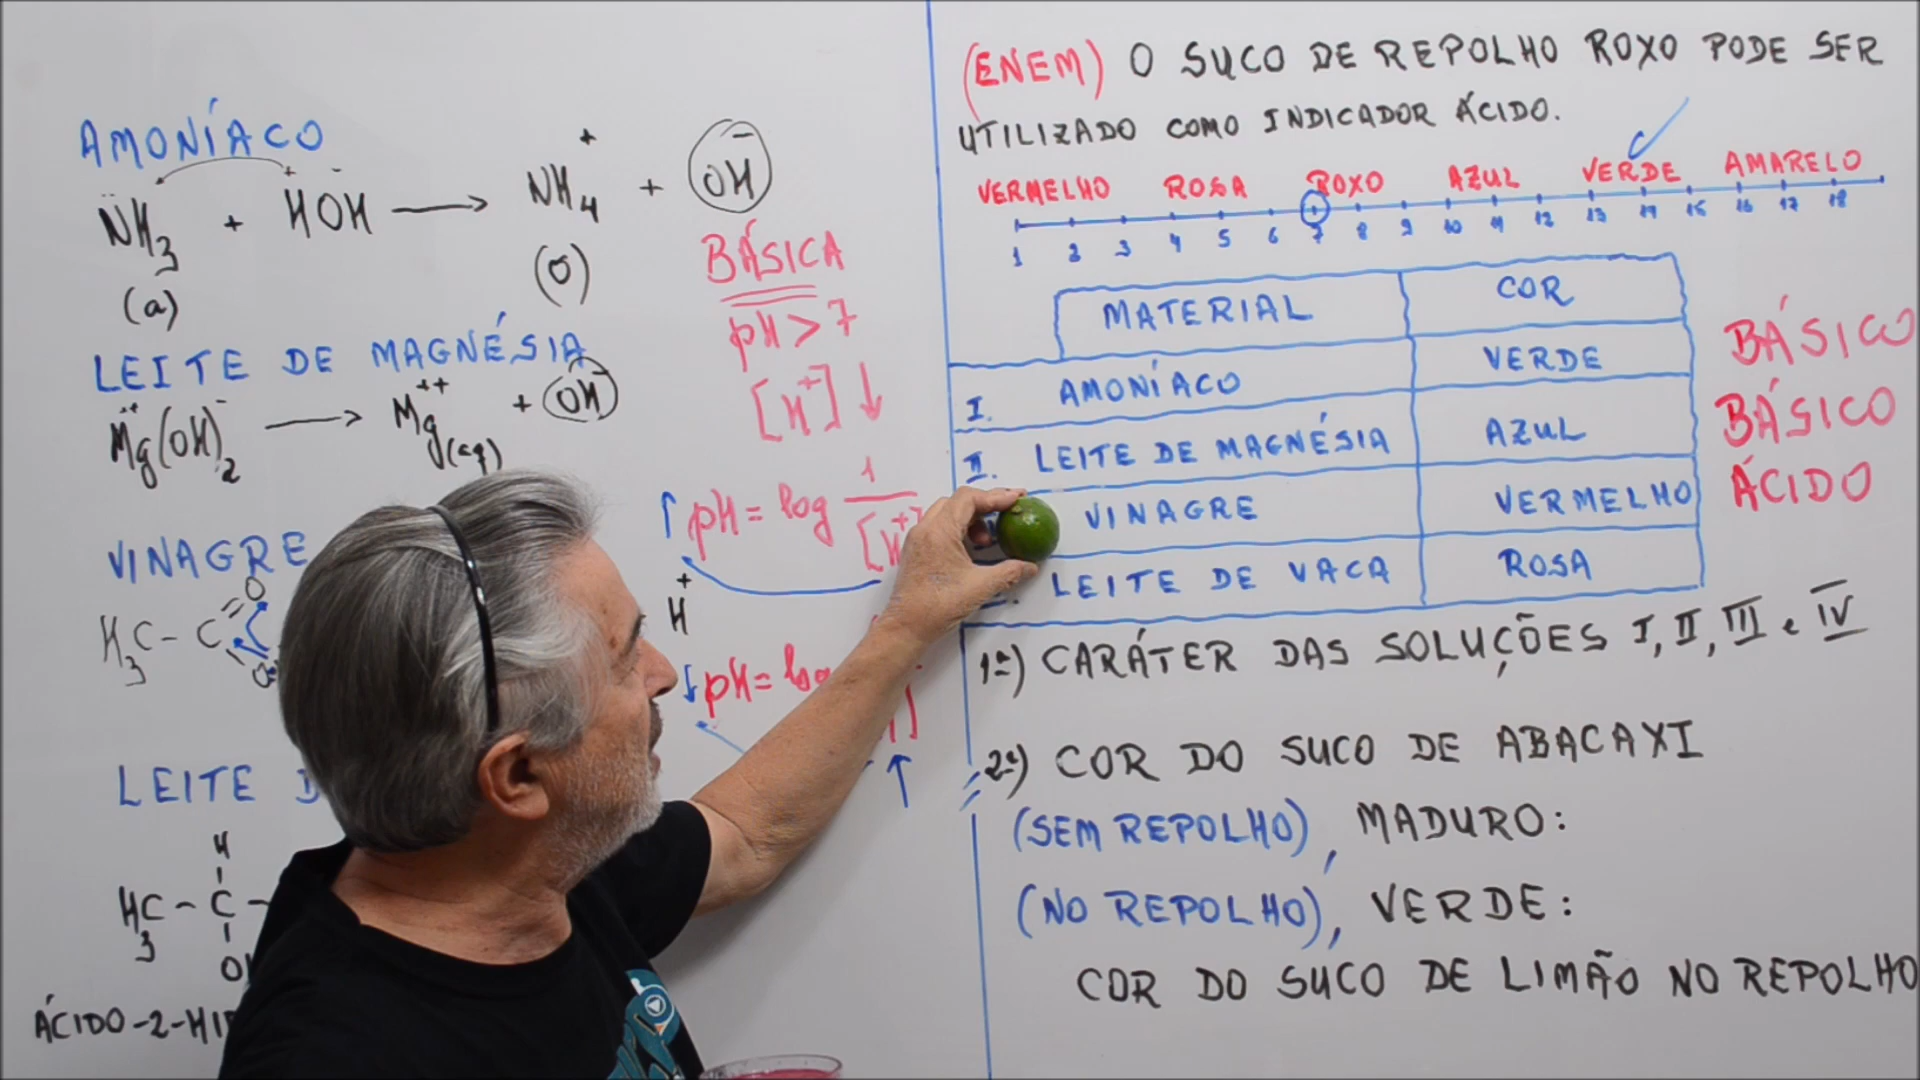 AMONÍACO
NH3 + HOH → NH4+ + OH-
(a) (o)
BÁSICA
pH > 7
[H+] ↓
LEITE DE MAGNÉSIA
Mg(OH)2 → Mg++(aq) + OH-
↑ pH = log 1
VINAGRE
H3C - C
O
H+
↓ pH =
LEITE
H
H3C - C -
ÁCIDO-2-
(ENEM) O SUCO DE REPOLHO ROXO PODE SER
UTILIZADO COMO INDICADOR ÁCIDO.
VERMELHO ROSA ROXO AZUL VERDE AMARELO
1 2 3 4 5 6 7 8 9 10 11 12 13 14 15 16 17 18
MATERIAL COR
I. AMONÍACO VERDE BÁSICO
II. LEITE DE MAGNÉSIA AZUL BÁSICO
VINAGRE VERMELHO ÁCIDO
LEITE DE VACA ROSA
1ª) CARÁTER DAS SOLUÇÕES I, II, III e IV
2ª) COR DO SUCO DE ABACAXI
(SEM REPOLHO), MADURO:
(NO REPOLHO), VERDE:
COR DO SUCO DE LIMÃO NO REPOLHO